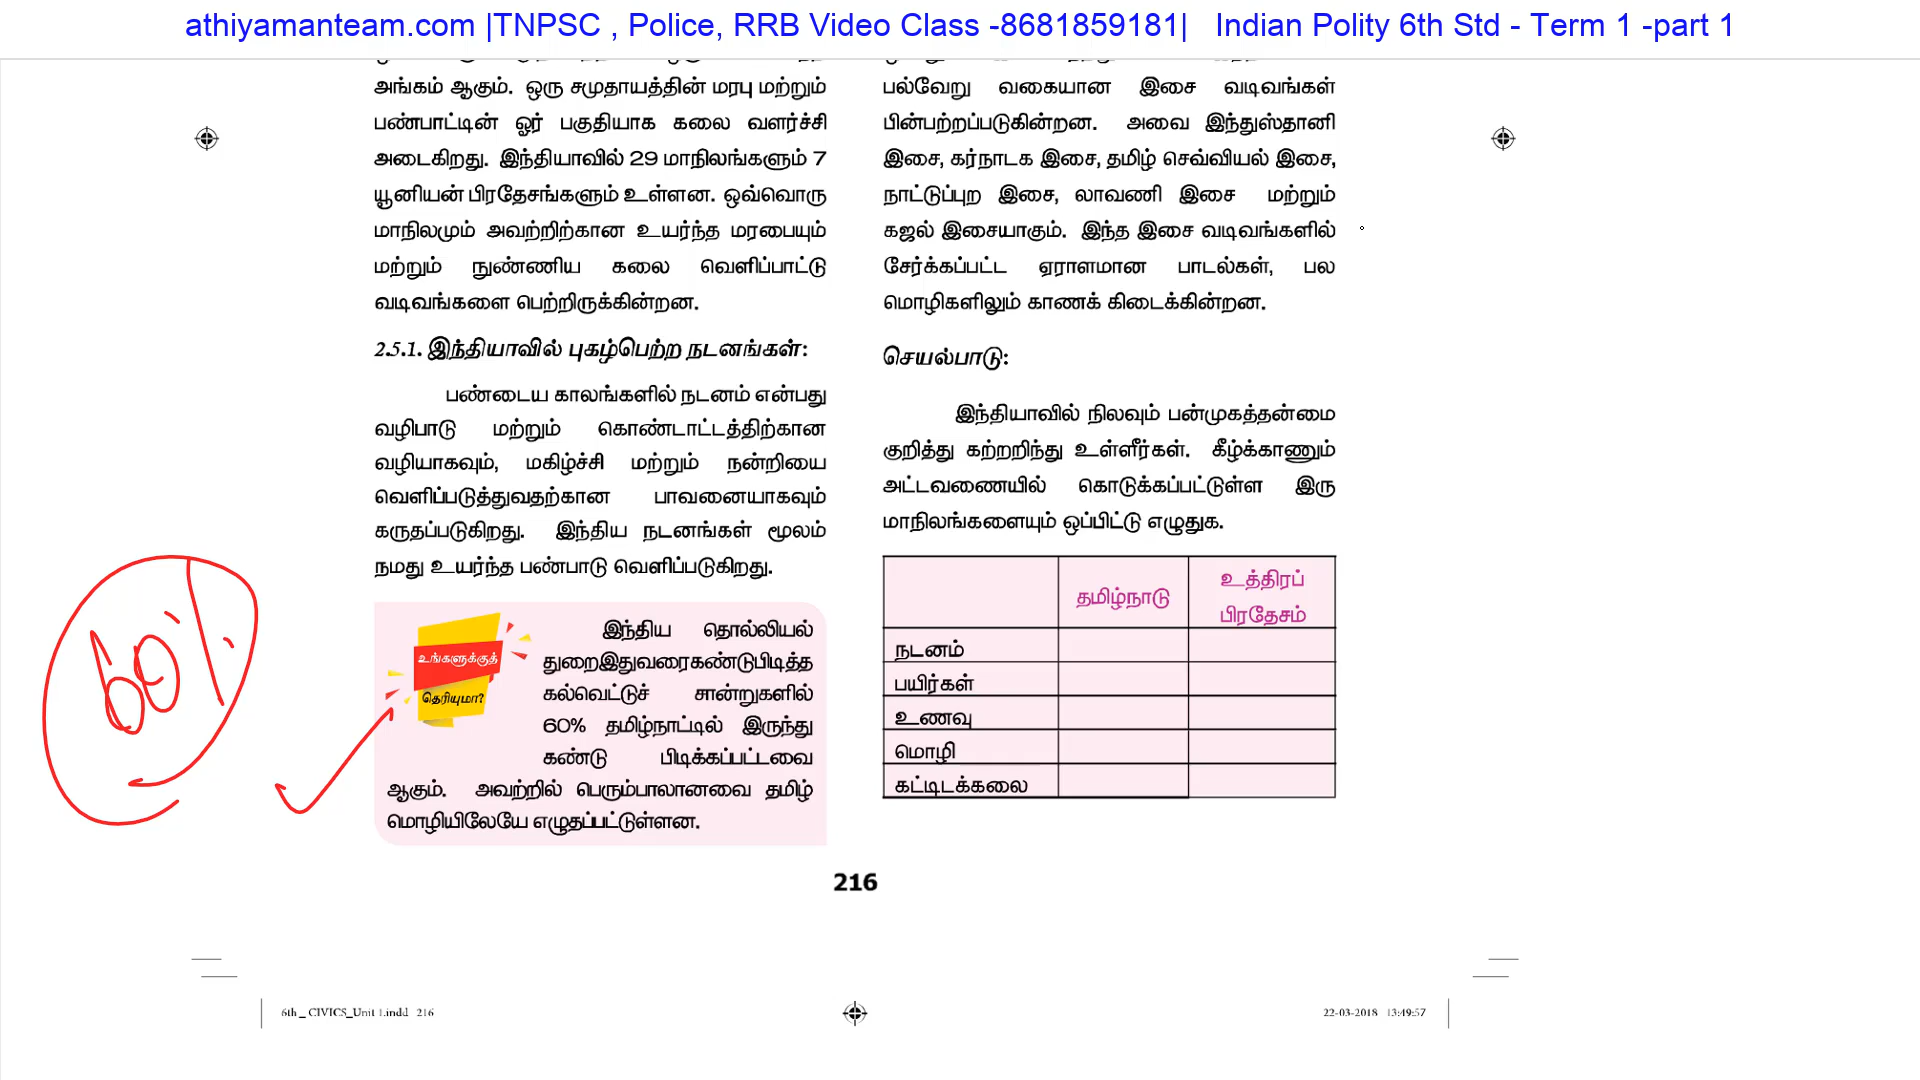 athiyamanteam.com |TNPSC , Police, RRB Video Class -8681859181|   Indian Polity 6th Std - Term 1 -part 1
அங்கம் ஆகும். ஒரு சமுதாயத்தின் மரபு மற்றும்
பண்பாட்டின் ஓர் பகுதியாக கலை வளர்ச்சி
அடைகிறது. இந்தியாவில் 29 மாநிலங்களும் 7
யூனியன் பிரதேசங்களும் உள்ளன. ஒவ்வொரு
மாநிலமும் அவற்றிற்கான உயர்ந்த மரபையும்
மற்றும் நுண்ணிய கலை வெளிப்பாட்டு
வடிவங்களை பெற்றிருக்கின்றன.
2.5.1. இந்தியாவில் புகழ்பெற்ற நடனங்கள்:
பண்டைய காலங்களில் நடனம் என்பது
வழிபாடு மற்றும் கொண்டாட்டத்திற்கான
வழியாகவும், மகிழ்ச்சி மற்றும் நன்றியை
வெளிப்படுத்துவதற்கான பாவனையாகவும்
கருதப்படுகிறது. இந்திய நடனங்கள் மூலம்
நமது உயர்ந்த பண்பாடு வெளிப்படுகிறது.
60%
உங்களுக்குத்
தெரியுமா?
இந்திய தொல்லியல்
துறைஇதுவரைகண்டுபிடித்த
கல்வெட்டுச் சான்றுகளில்
60% தமிழ்நாட்டில் இருந்து
கண்டு பிடிக்கப்பட்டவை
ஆகும். அவற்றில் பெரும்பாலானவை தமிழ்
மொழியிலேயே எழுதப்பட்டுள்ளன.
பல்வேறு வகையான இசை வடிவங்கள்
பின்பற்றப்படுகின்றன. அவை இந்துஸ்தானி
இசை, கர்நாடக இசை, தமிழ் செவ்வியல் இசை,
நாட்டுப்புற இசை, லாவணி இசை மற்றும்
கஜல் இசையாகும். இந்த இசை வடிவங்களில்
சேர்க்கப்பட்ட ஏராளமான பாடல்கள், பல
மொழிகளிலும் காணக் கிடைக்கின்றன.
செயல்பாடு:
இந்தியாவில் நிலவும் பன்முகத்தன்மை
குறித்து கற்றறிந்து உள்ளீர்கள். கீழ்க்காணும்
அட்டவணையில் கொடுக்கப்பட்டுள்ள இரு
மாநிலங்களையும் ஒப்பிட்டு எழுதுக.
தமிழ்நாடு
உத்திரப்
பிரதேசம்
நடனம்
பயிர்கள்
உணவு
மொழி
கட்டிடக்கலை
216
6th _ CIVICS_Unit 1.indd   216
22-03-2018   13:49:57